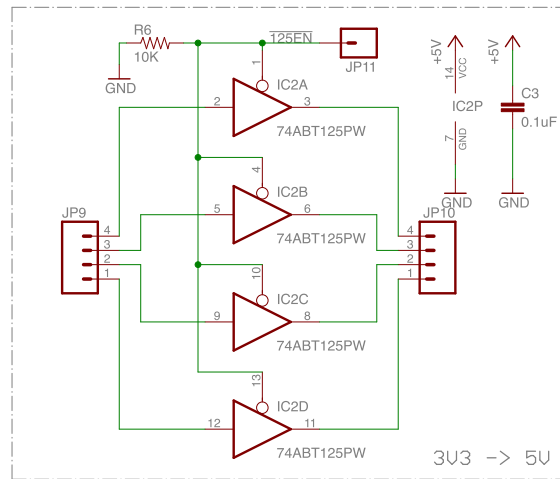 R6
10K
GND
125EN
JP11
1
IC2A
2
3
74ABT125PW
4
IC2B
5
6
74ABT125PW
10
IC2C
9
8
74ABT125PW
13
IC2D
12
11
74ABT125PW
JP9
4
3
2
1
JP10
4
3
2
1
+5V
14
VCC
IC2P
7
GND
GND
+5V
C3
0.1uF
GND
3V3 -> 5V